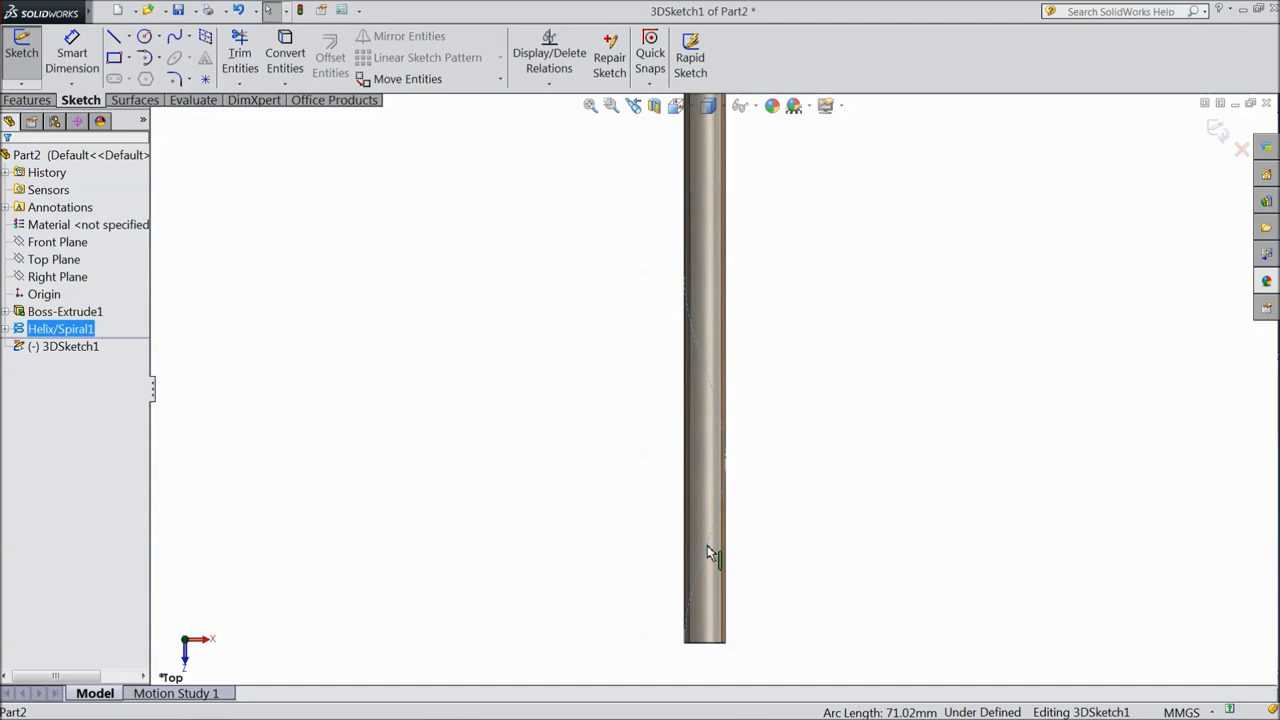 SOLIDWORKS
3DSketch1 of Part2 *
Search SolidWorks Help
Sketch
Smart Dimension
Trim Entities
Convert Entities
Offset Entities
Mirror Entities
Linear Sketch Pattern
Move Entities
Display/Delete Relations
Repair Sketch
Quick Snaps
Rapid Sketch
Features
Sketch
Surfaces
Evaluate
DimXpert
Office Products
Part2 (Default<<Default>
History
Sensors
Annotations
Material <not specified
Front Plane
Top Plane
Right Plane
Origin
Boss-Extrude1
Helix/Spiral1
(-) 3DSketch1
X
Z
*Top
Model
Motion Study 1
Part2
Arc Length: 71.02mm
Under Defined
Editing 3DSketch1
MMGS